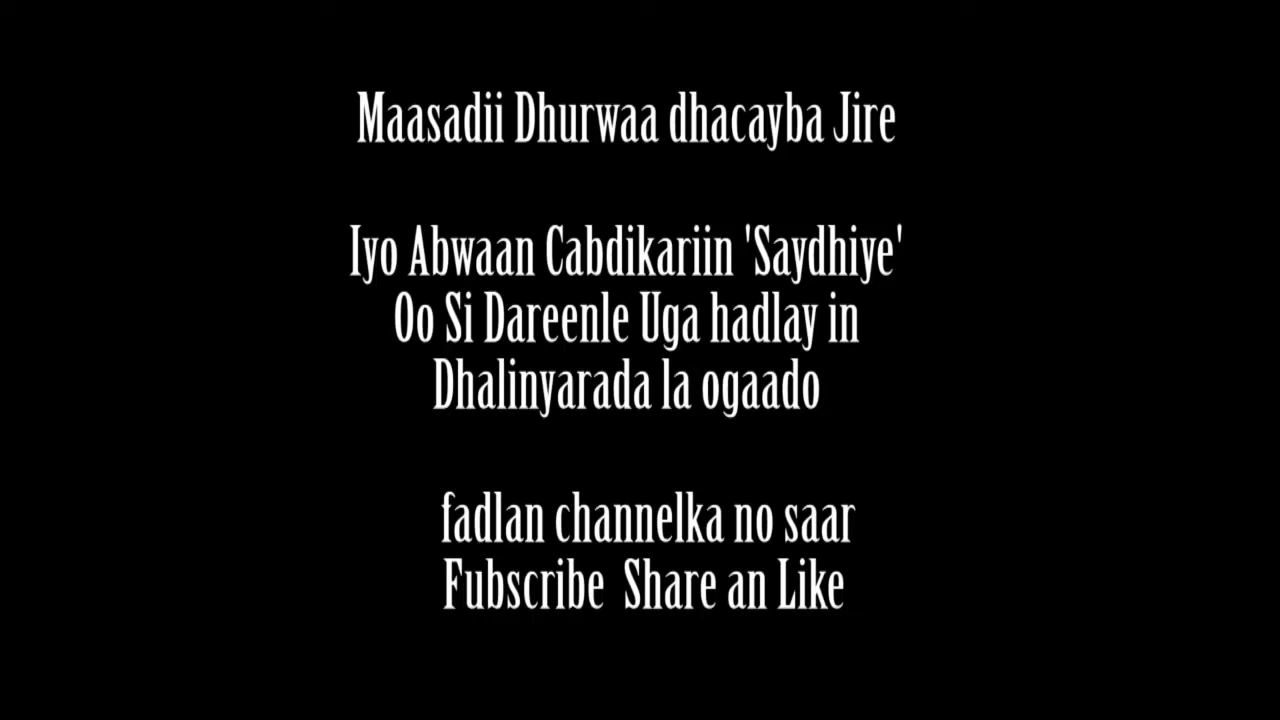 Maasadii Dhurwaa dhacayba Jire
Iyo Abwaan Cabdikariin 'Saydhiye'
Oo Si Dareenle Uga hadlay in
Dhalinyarada la ogaado
fadlan channelka no saar
Fubscribe Share an Like